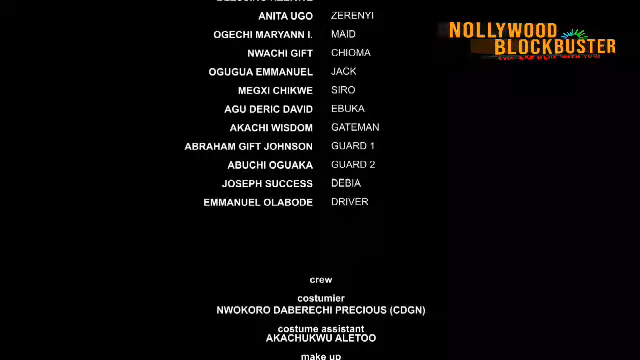 ANITA UGO ZERENYI
OGECHI MARYANN I. MAID
NWACHI GIFT CHIOMA
OGUGUA EMMANUEL JACK
MEGXI CHIKWE SIRO
AGU DERIC DAVID EBUKA
AKACHI WISDOM GATEMAN
ABRAHAM GIFT JOHNSON GUARD 1
ABUCHI OGUAKA GUARD 2
JOSEPH SUCCESS DEBIA
EMMANUEL OLABODE DRIVER
crew
costumier
NWOKORO DABERECHI PRECIOUS (CDGN)
costume assistant
AKACHUKWU ALETOO
make up
NOLLYWOOD
BLOCKBUSTER